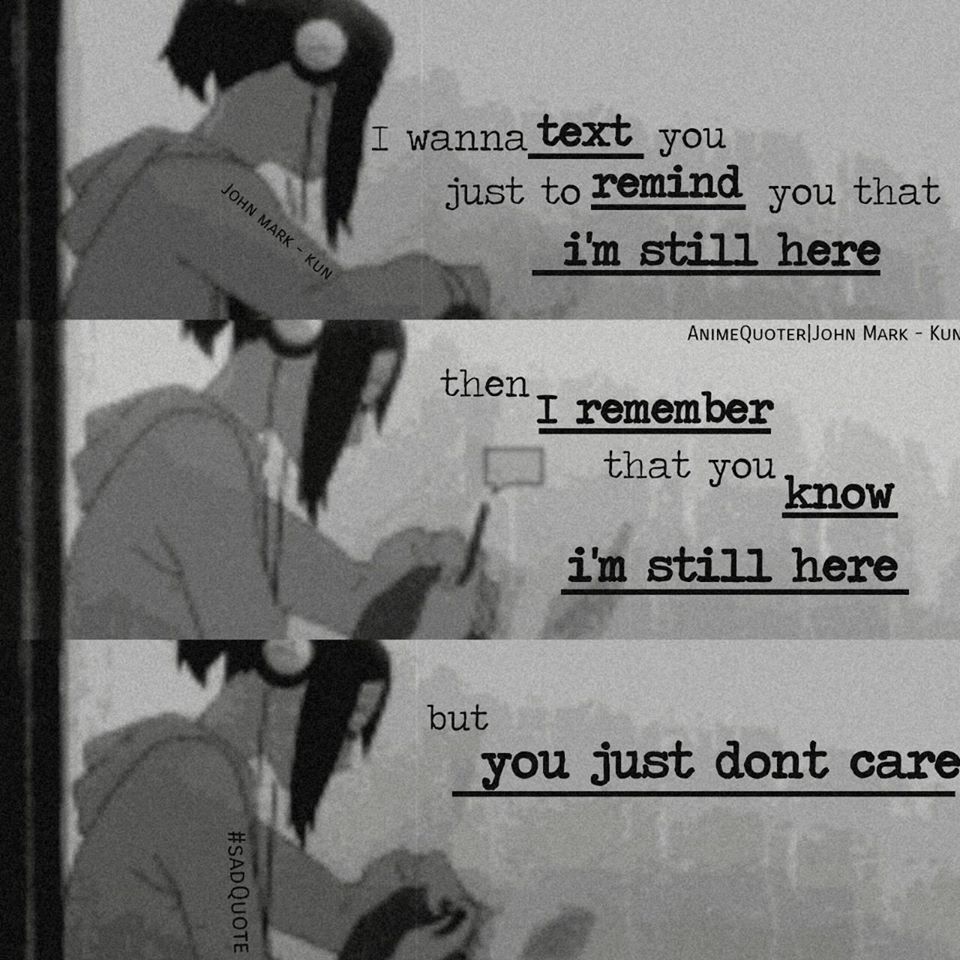 I wanna text you
just to remind you that
i'm still here
JOHN MARK - KUN
AnimeQuoter|John Mark - Kun
then I remember
that you know
i'm still here
but
you just dont care
#SADQUOTE